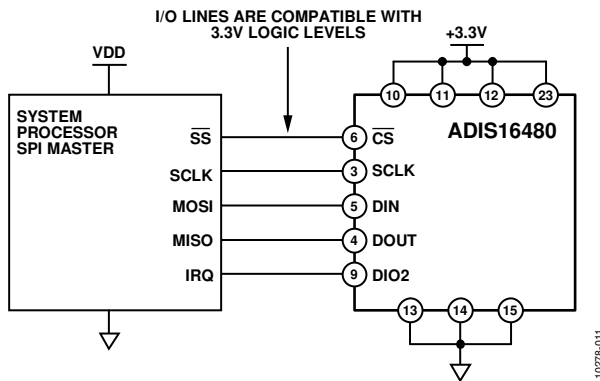 I/O LINES ARE COMPATIBLE WITH
3.3V LOGIC LEVELS
VDD
+3.3V
10
11
12
23
SYSTEM
PROCESSOR
SPI MASTER
ADIS16480
SS
6
CS
SCLK
3
SCLK
MOSI
5
DIN
MISO
4
DOUT
IRQ
9
DIO2
13
14
15
10278-011